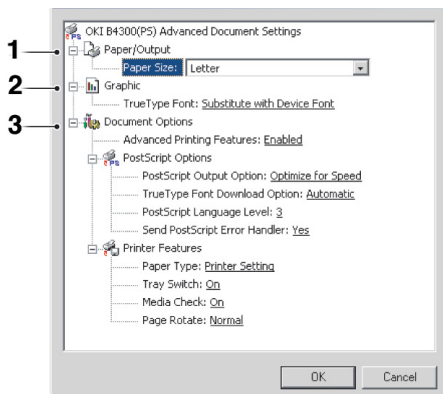 OKI B4300(PS) Advanced Document Settings
1
Paper/Output
Paper Size: Letter
2
Graphic
TrueType Font: Substitute with Device Font
3
Document Options
Advanced Printing Features: Enabled
PostScript Options
PostScript Output Option: Optimize for Speed
TrueType Font Download Option: Automatic
PostScript Language Level: 3
Send PostScript Error Handler: Yes
Printer Features
Paper Type: Printer Setting
Tray Switch: On
Media Check: On
Page Rotate: Normal
OK Cancel